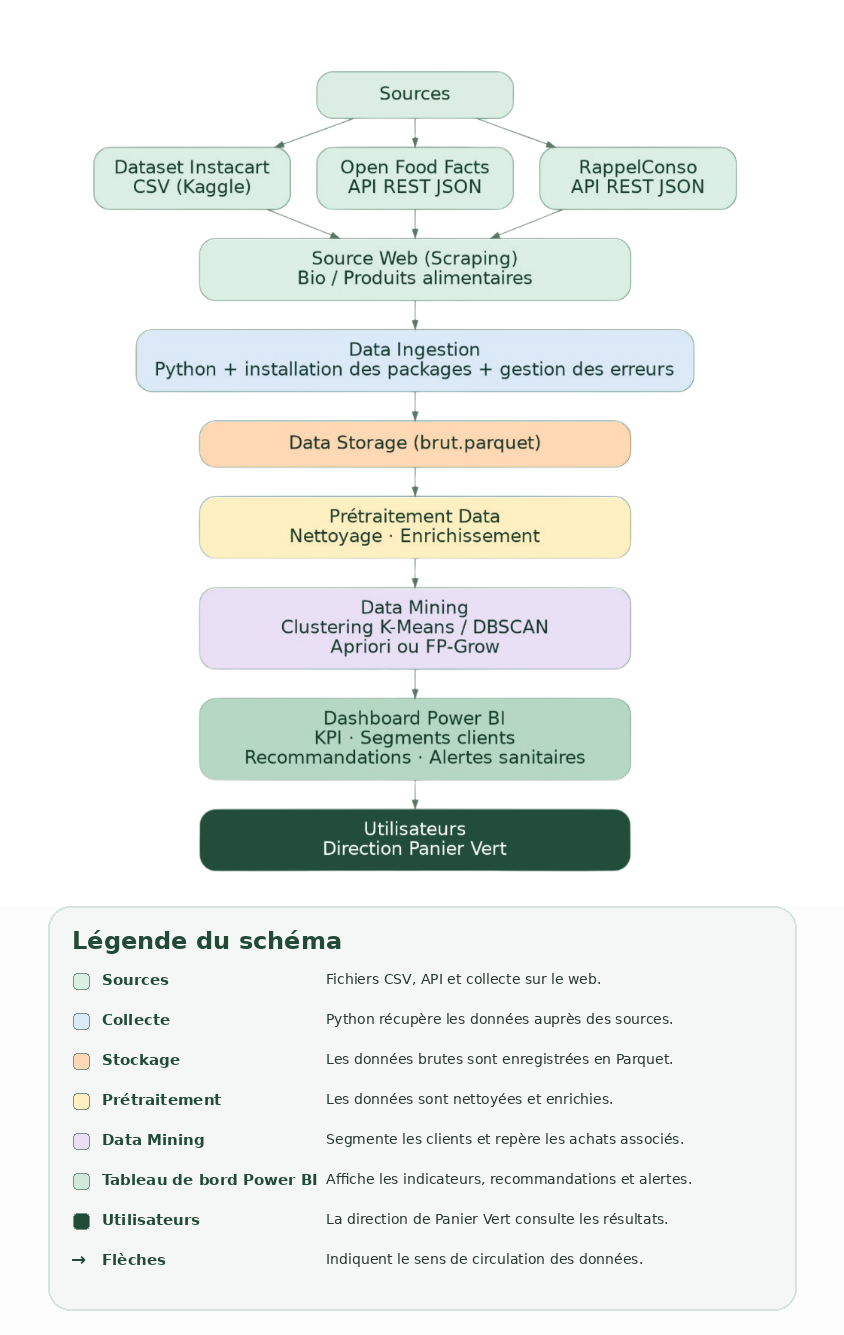 Sources
Dataset Instacart
CSV (Kaggle)
Open Food Facts
API REST JSON
RappelConso
API REST JSON
Source Web (Scraping)
Bio / Produits alimentaires
Data Ingestion
Python + installation des packages + gestion des erreurs
Data Storage (brut.parquet)
Prétraitement Data
Nettoyage · Enrichissement
Data Mining
Clustering K-Means / DBSCAN
Apriori ou FP-Grow
Dashboard Power BI
KPI · Segments clients
Recommandations · Alertes sanitaires
Utilisateurs
Direction Panier Vert
Légende du schéma
Sources Fichiers CSV, API et collecte sur le web.
Collecte Python récupère les données auprès des sources.
Stockage Les données brutes sont enregistrées en Parquet.
Prétraitement Les données sont nettoyées et enrichies.
Data Mining Segmente les clients et repère les achats associés.
Tableau de bord Power BI Affiche les indicateurs, recommandations et alertes.
Utilisateurs La direction de Panier Vert consulte les résultats.
→ Flèches Indiquent le sens de circulation des données.